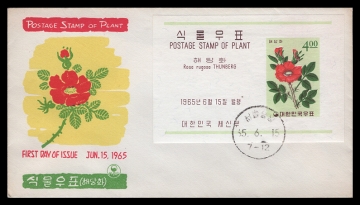 POSTAGE STAMP OF PLANT
FIRST DAY OF ISSUE JUN. 15, 1965
식물우표 (해당화)
식물우표
POSTAGE STAMP OF PLANT
해당화
Rosa rugosa THUNBERG
1965년 6월 15일 발행
대한민국 체신부
해당화
4.00
대한민국우표
65. 6. 15
7-12